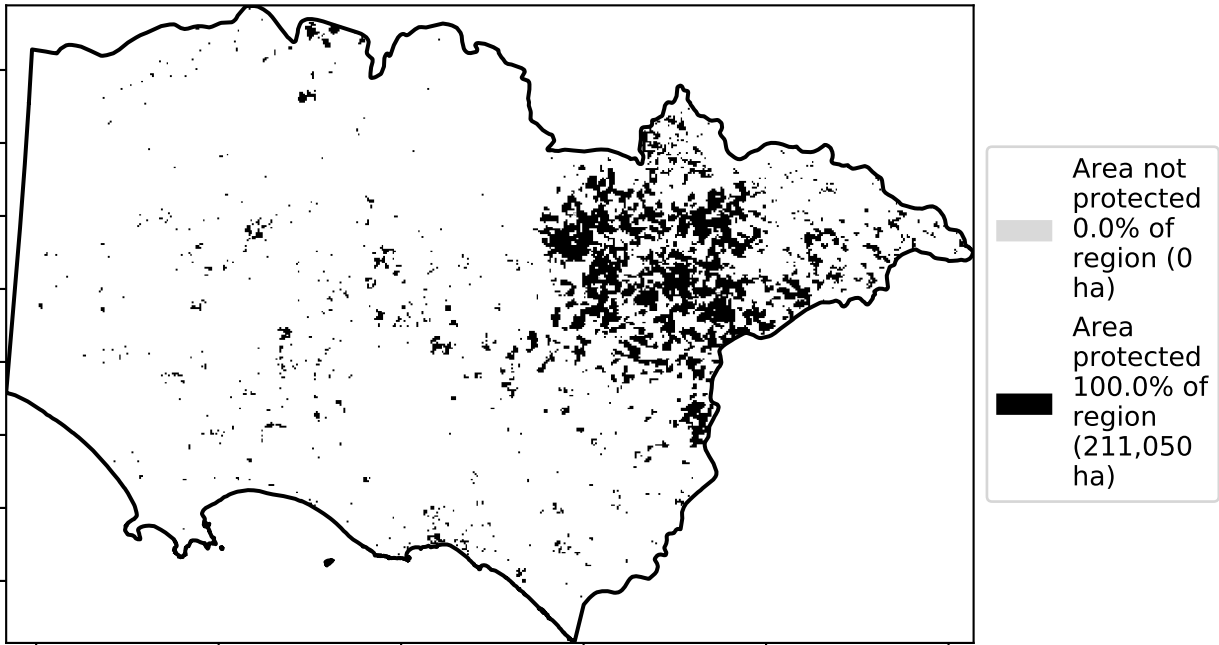 Area not
protected
0.0% of
region (0
ha)
Area
protected
100.0% of
region
(211,050
ha)